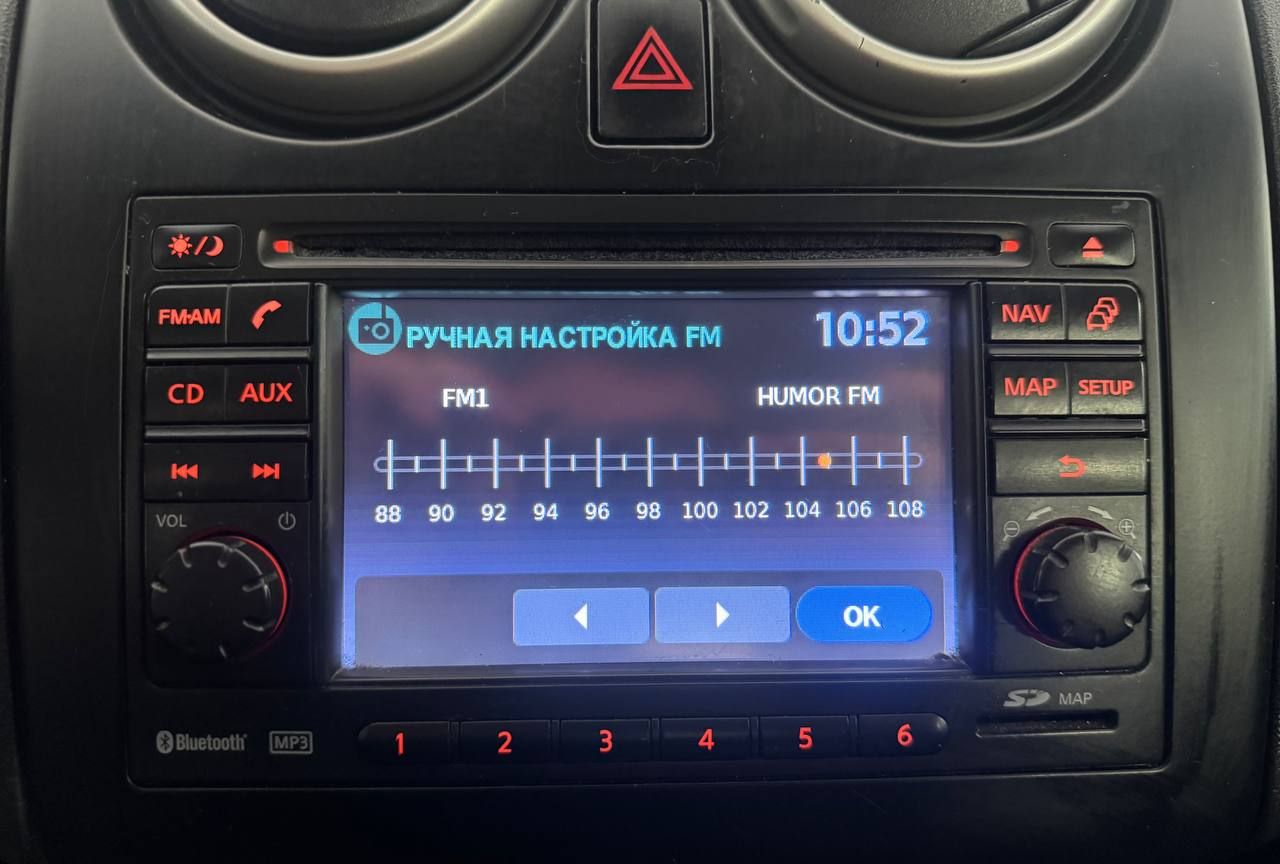 FM·AM
CD AUX
VOL
РУЧНАЯ НАСТРОЙКА FM 10:52
FM1 HUMOR FM
88 90 92 94 96 98 100 102 104 106 108
OK
NAV
MAP SETUP
Bluetooth MP3
1 2 3 4 5 6
SD MAP